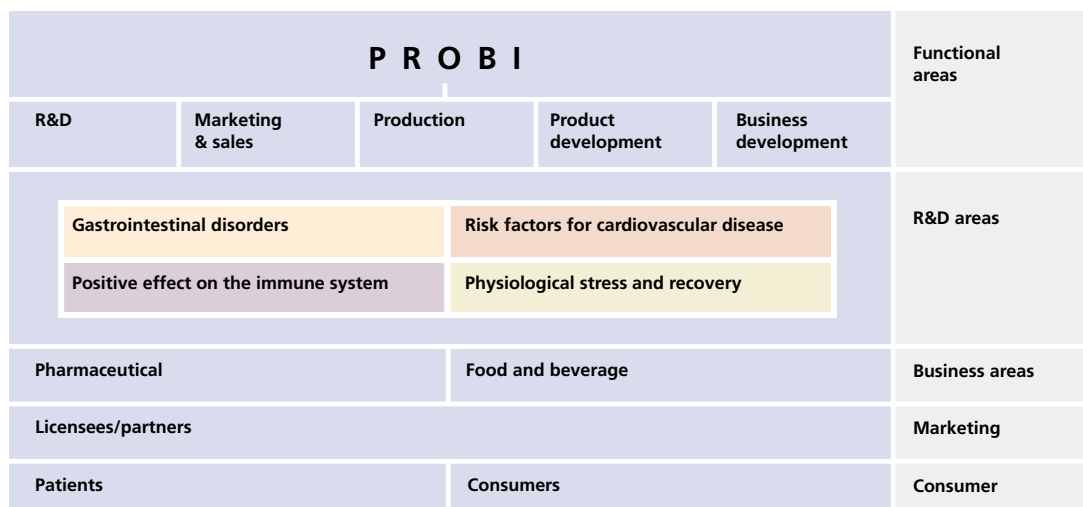 P R O B I
Functional
areas
R&D
Marketing
& sales
Production
Product
development
Business
development
Gastrointestinal disorders
Risk factors for cardiovascular disease
R&D areas
Positive effect on the immune system
Physiological stress and recovery
Pharmaceutical
Food and beverage
Business areas
Licensees/partners
Marketing
Patients
Consumers
Consumer